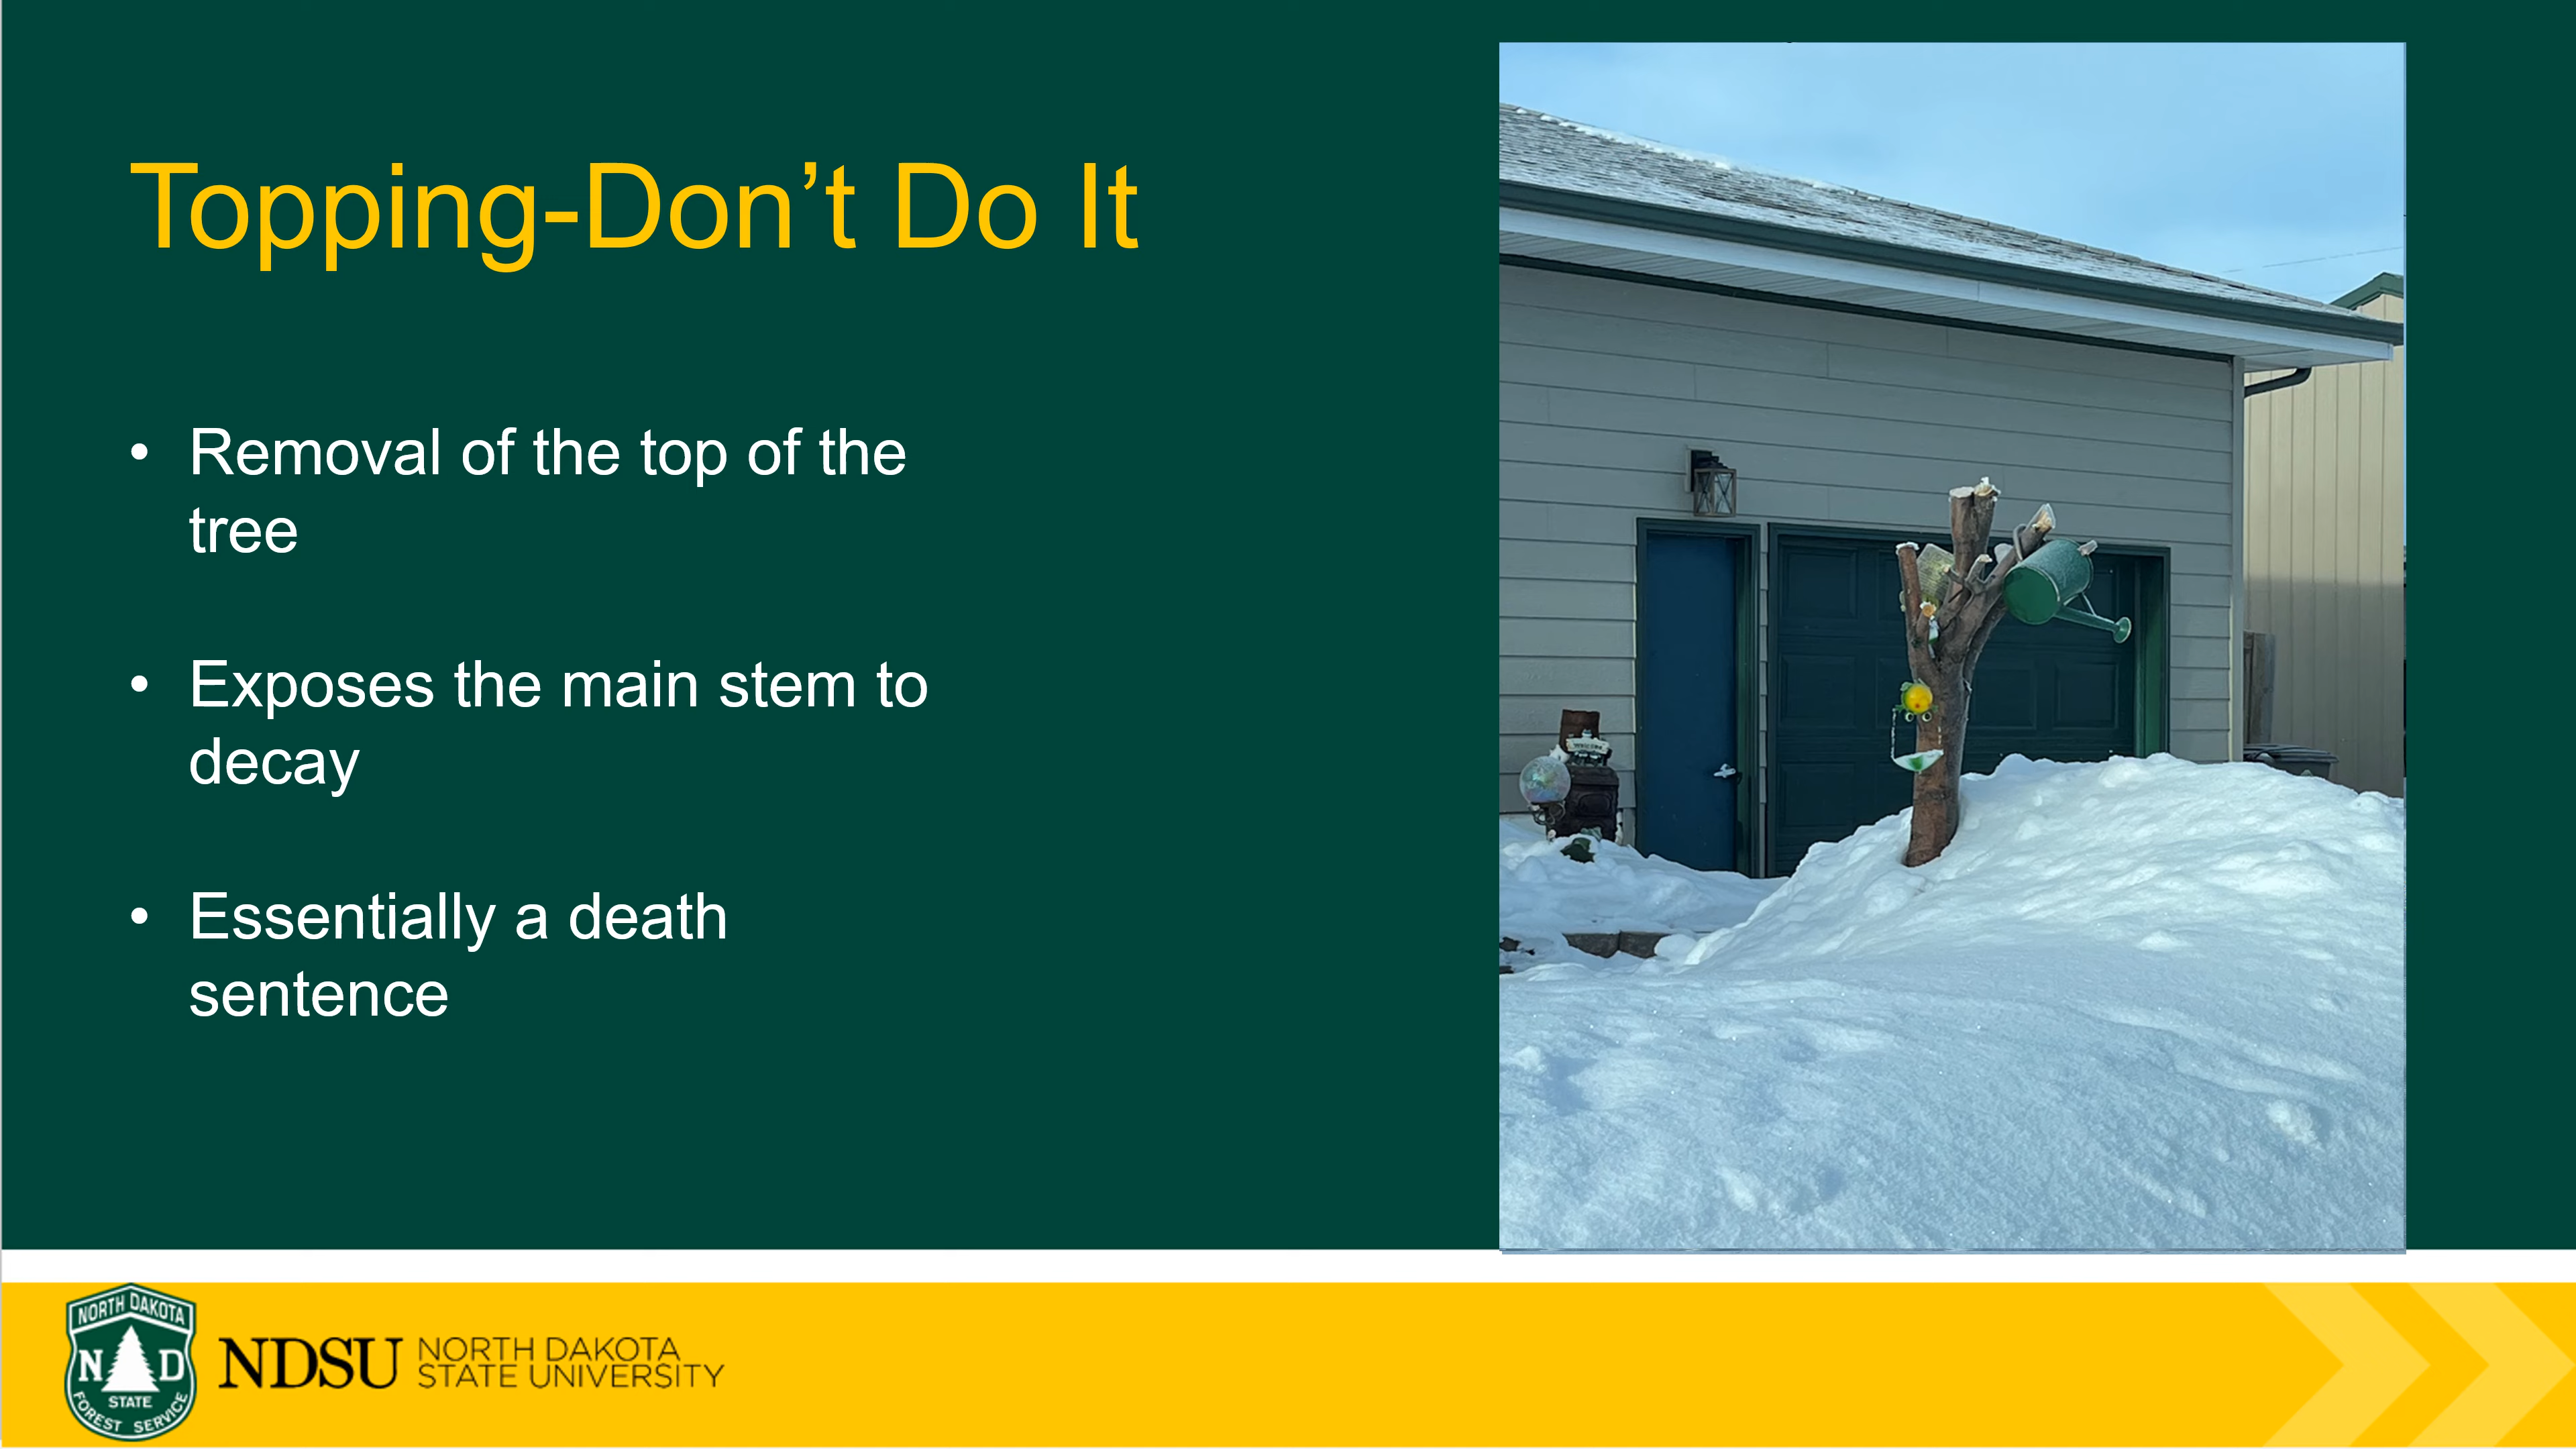 Topping-Don’t Do It
• Removal of the top of the
tree
• Exposes the main stem to
decay
• Essentially a death
sentence
NORTH DAKOTA
N D
STATE
FOREST SERVICE
NDSU
NORTH DAKOTA
STATE UNIVERSITY